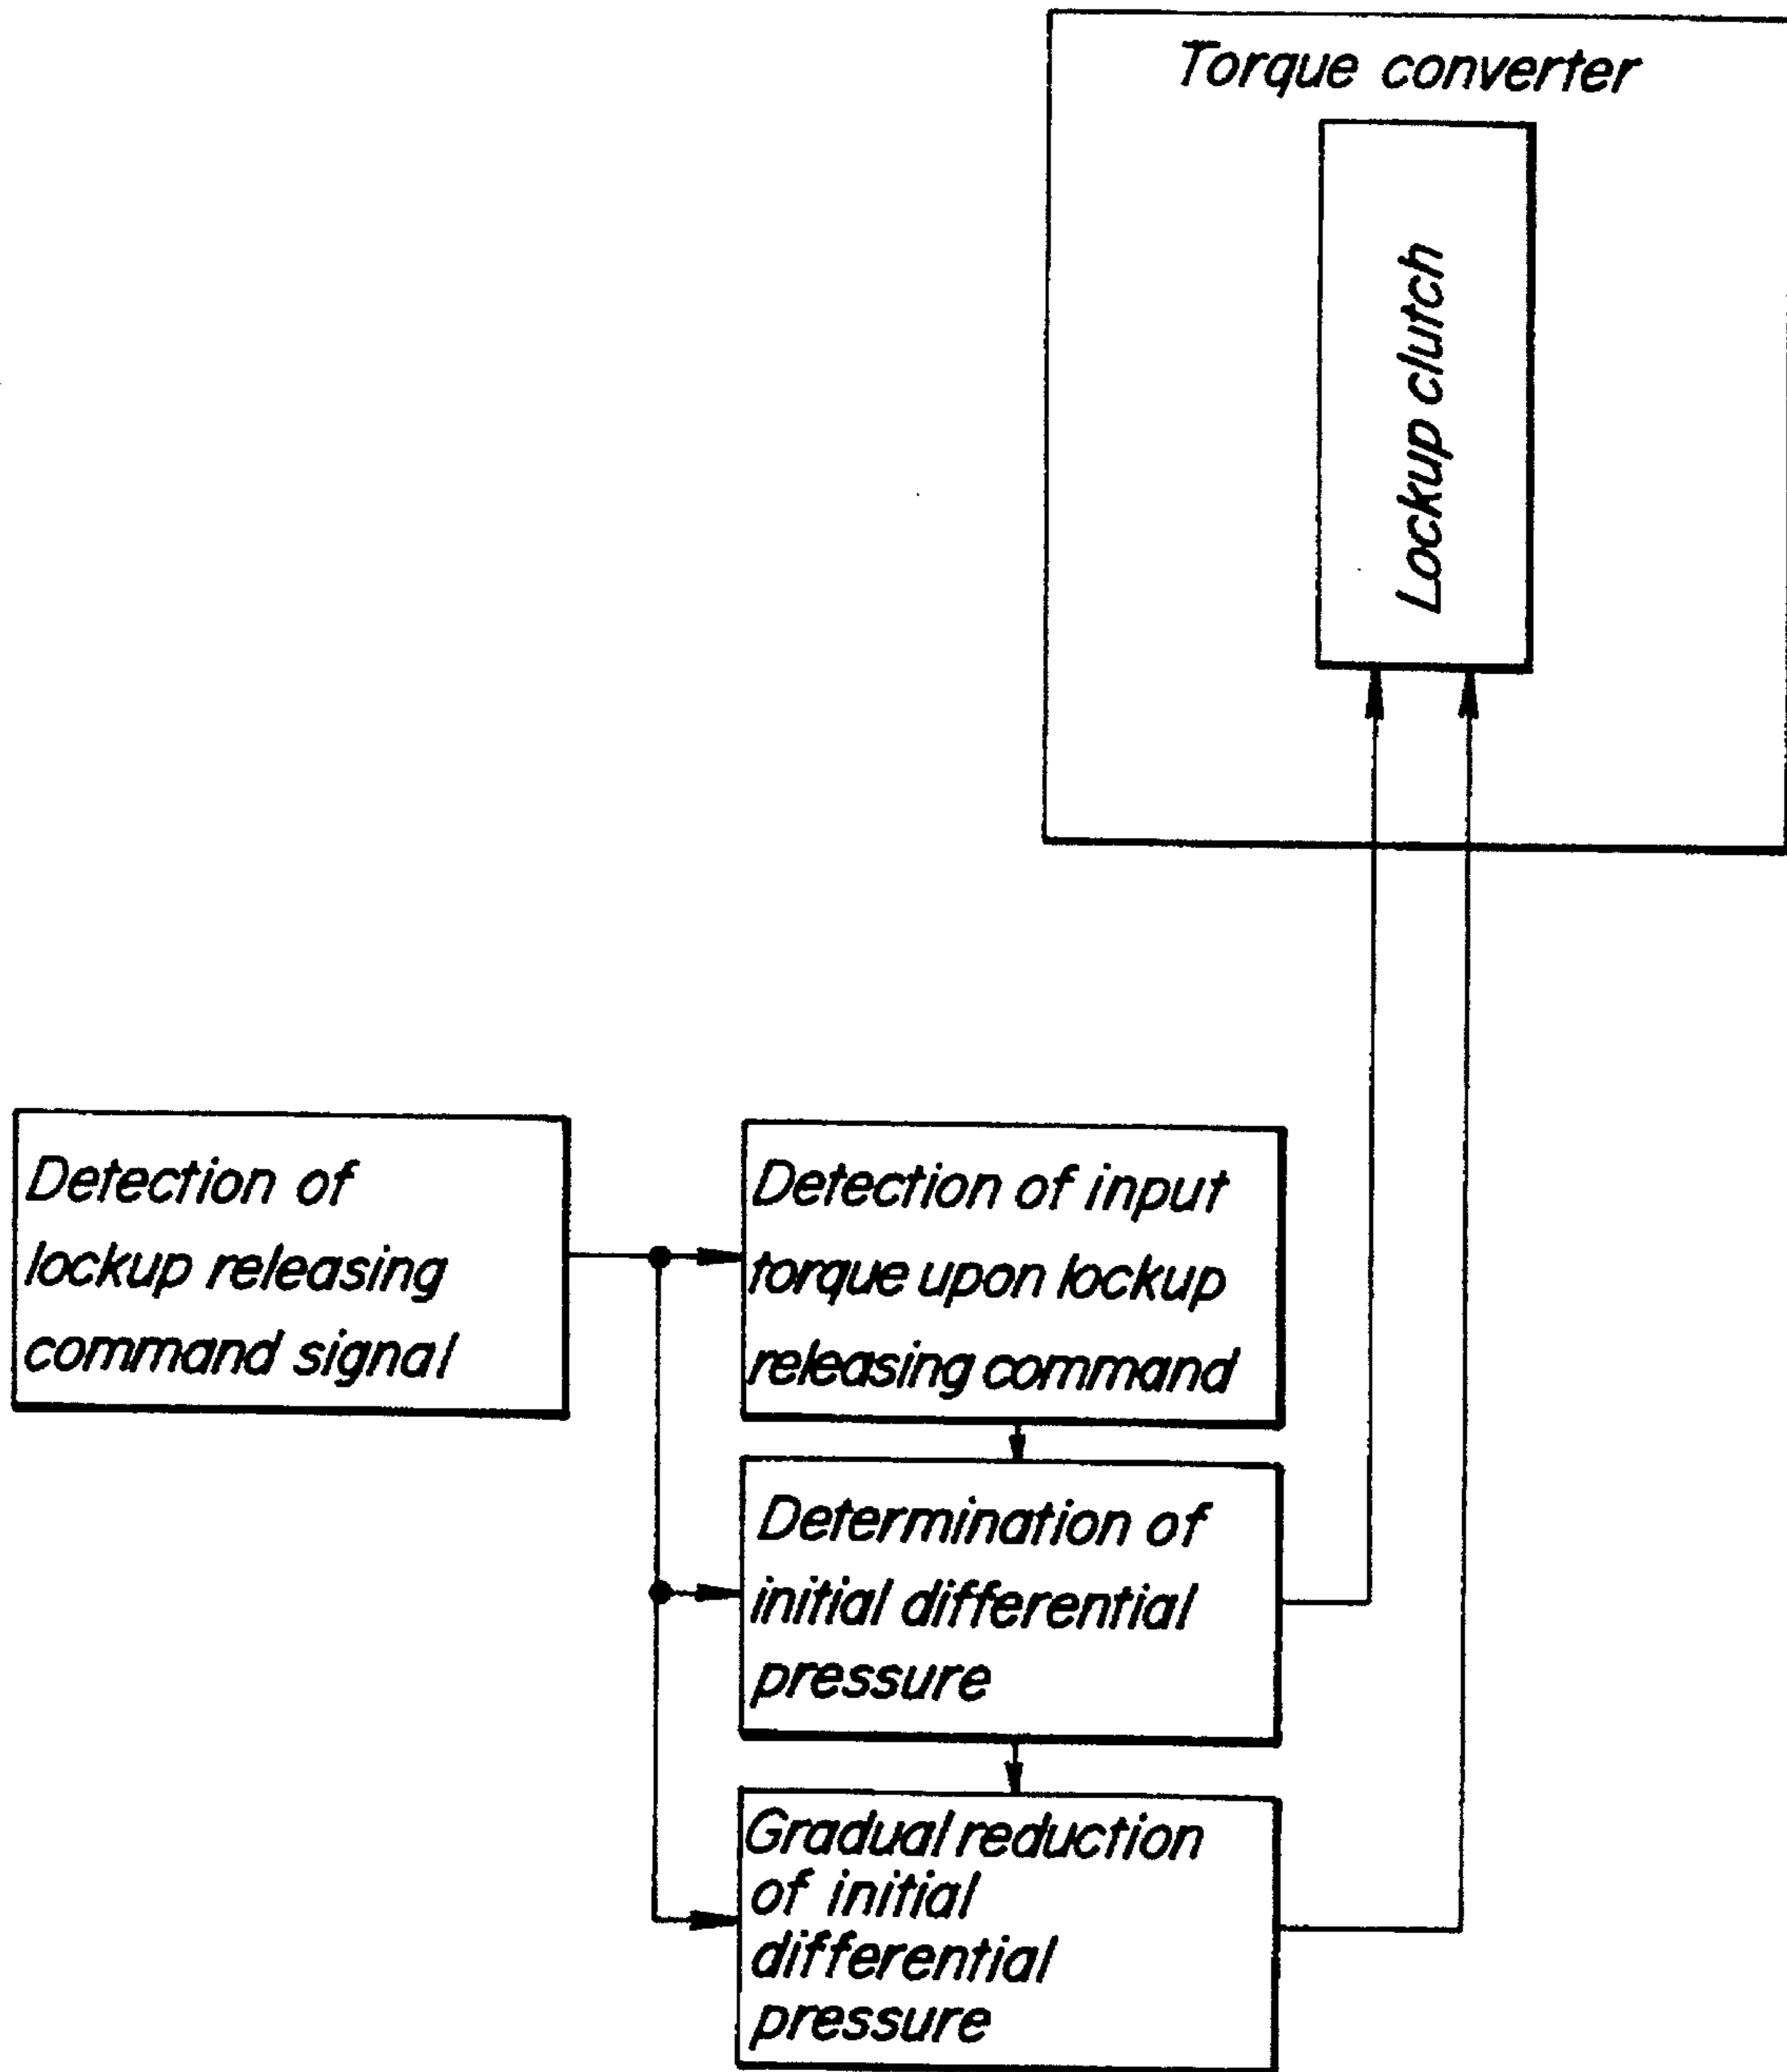 Torque converter
Lockup clutch
Detection of
lockup releasing
command signal
Detection of input
torque upon lockup
releasing command
Determination of
initial differential
pressure
Gradual reduction
of initial
differential
pressure